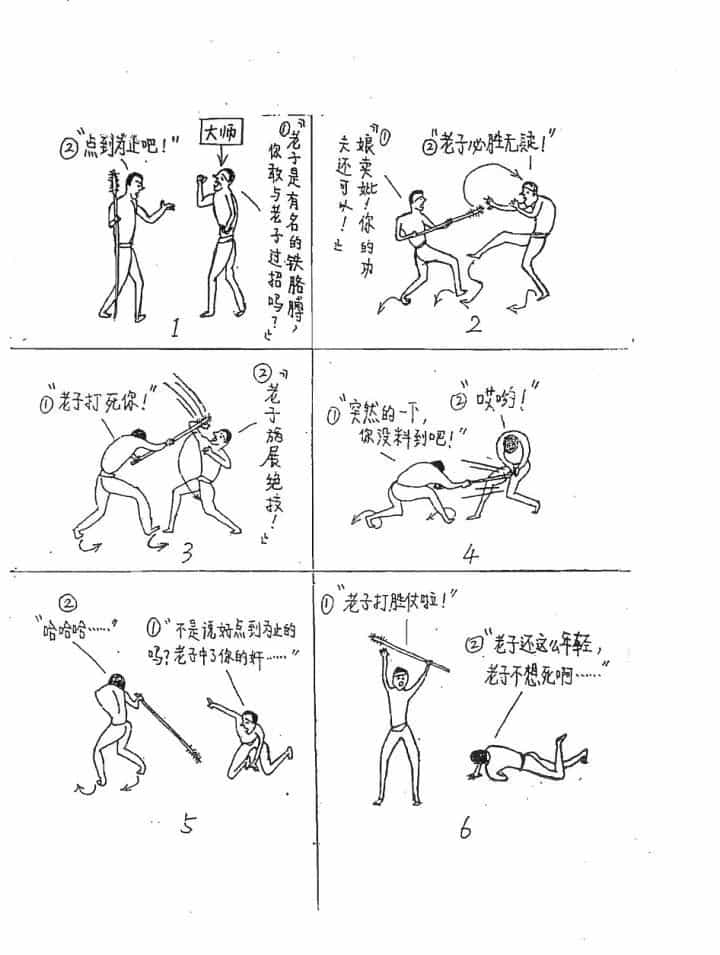 大师
①"老子是有名的铁胳膊,
你敢与老子过招吗?"
②"点到为止吧!"
1
①"娘卖妣!你的功
夫还可以!"
②"老子必胜无疑!"
2
①"老子打死你!"
②"老子施展绝技!"
3
①"突然的一下,
你没料到吧!"
②"哎哟!"
4
①"不是说好点到为止的
吗?老子中了你的奸……"
②
"哈哈哈……"
5
①"老子打胜仗啦!"
②"老子还这么年轻,
老子不想死啊……"
6